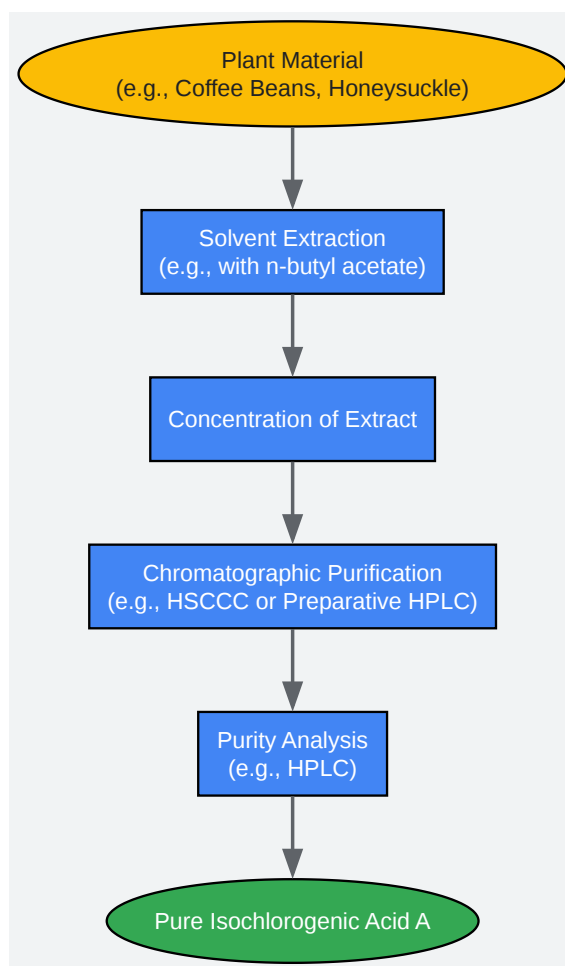 Plant Material
(e.g., Coffee Beans, Honeysuckle)
Solvent Extraction
(e.g., with n-butyl acetate)
Concentration of Extract
Chromatographic Purification
(e.g., HSCCC or Preparative HPLC)
Purity Analysis
(e.g., HPLC)
Pure Isochlorogenic Acid A